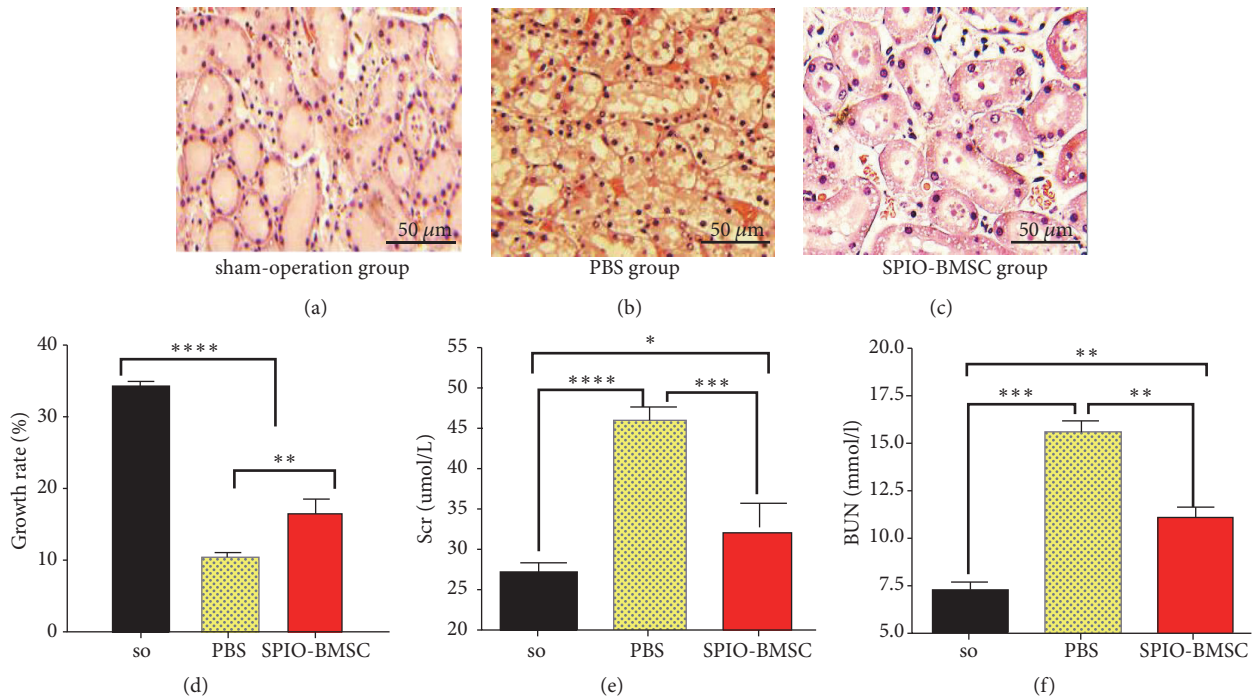 50 μm
50 μm
50 μm
sham-operation group
PBS group
SPIO-BMSC group
(a)
(b)
(c)
Growth rate (%)
40
30
20
10
0
****
**
so
PBS
SPIO-BMSC
(d)
Scr (umol/L)
55
50
45
35
30
25
20
*
****
***
so
PBS
SPIO-BMSC
(e)
BUN (mmol/l)
20.0
17.5
15.0
12.5
10.0
7.5
5.0
**
***
**
so
PBS
SPIO-BMSC
(f)